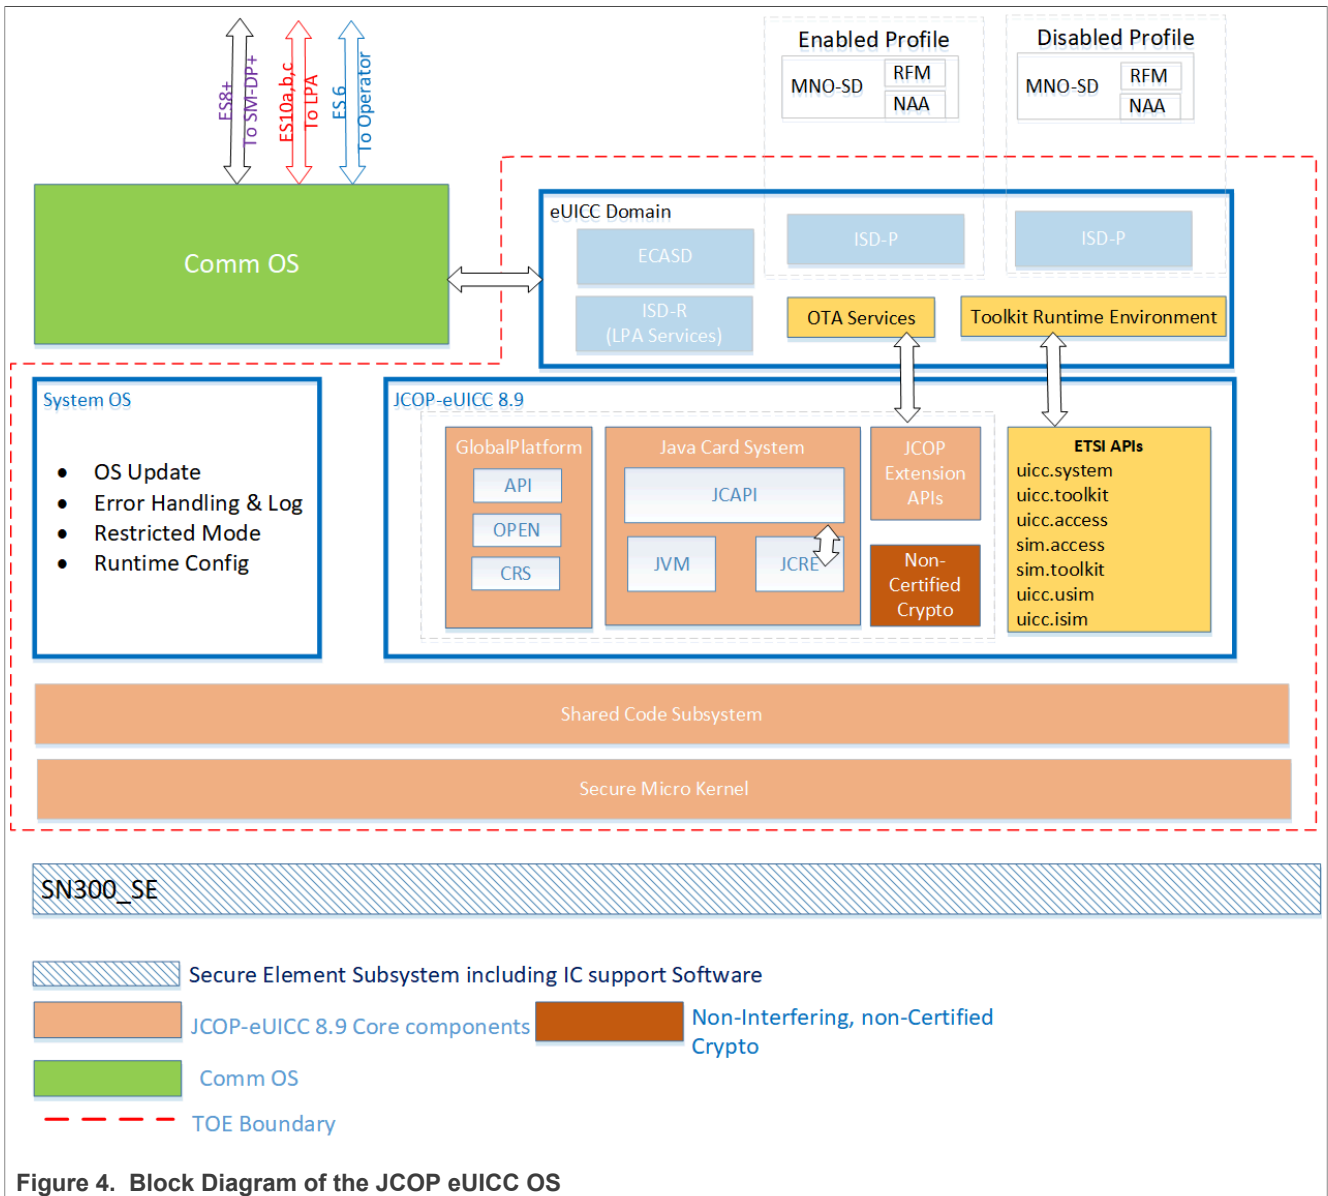 ES8+
To SM-DP+
ES10a,b,c
To LPA
ES 6
To Operator
Enabled Profile
MNO-SD
RFM
NAA
Disabled Profile
MNO-SD
RFM
NAA
Comm OS
eUICC Domain
ECASD
ISD-P
ISD-P
ISD-R
(LPA Services)
OTA Services
Toolkit Runtime Environment
System OS
• OS Update
• Error Handling & Log
• Restricted Mode
• Runtime Config
JCOP-eUICC 8.9
GlobalPlatform
API
OPEN
CRS
Java Card System
JCAPI
JVM
JCRE
JCOP
Extension
APIs
Non-
Certified
Crypto
ETSI APIs
uicc.system
uicc.toolkit
uicc.access
sim.access
sim.toolkit
uicc.usim
uicc.isim
Shared Code Subsystem
Secure Micro Kernel
SN300_SE
Secure Element Subsystem including IC support Software
JCOP-eUICC 8.9 Core components
Non-Interfering, non-Certified
Crypto
Comm OS
TOE Boundary
Figure 4. Block Diagram of the JCOP eUICC OS